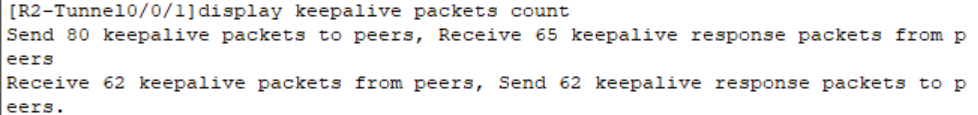 [R2-Tunnel0/0/1]display keepalive packets count
Send 80 keepalive packets to peers, Receive 65 keepalive response packets from p
eers
Receive 62 keepalive packets from peers, Send 62 keepalive response packets to p
eers.